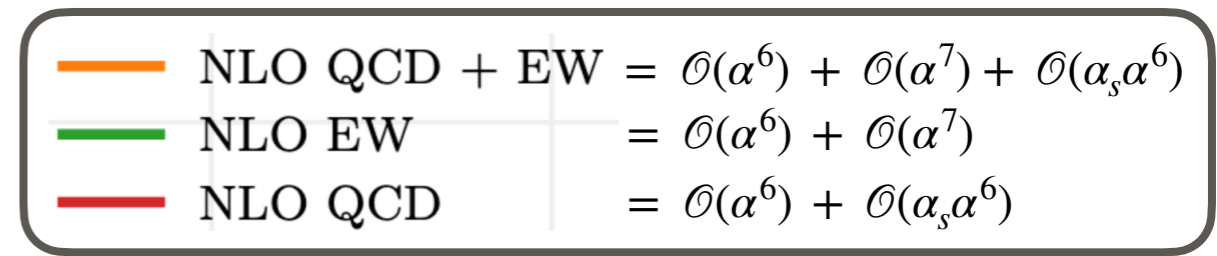 NLO QCD + EW = 𝒪(α⁶) + 𝒪(α⁷) + 𝒪(αₛα⁶)
NLO EW = 𝒪(α⁶) + 𝒪(α⁷)
NLO QCD = 𝒪(α⁶) + 𝒪(αₛα⁶)